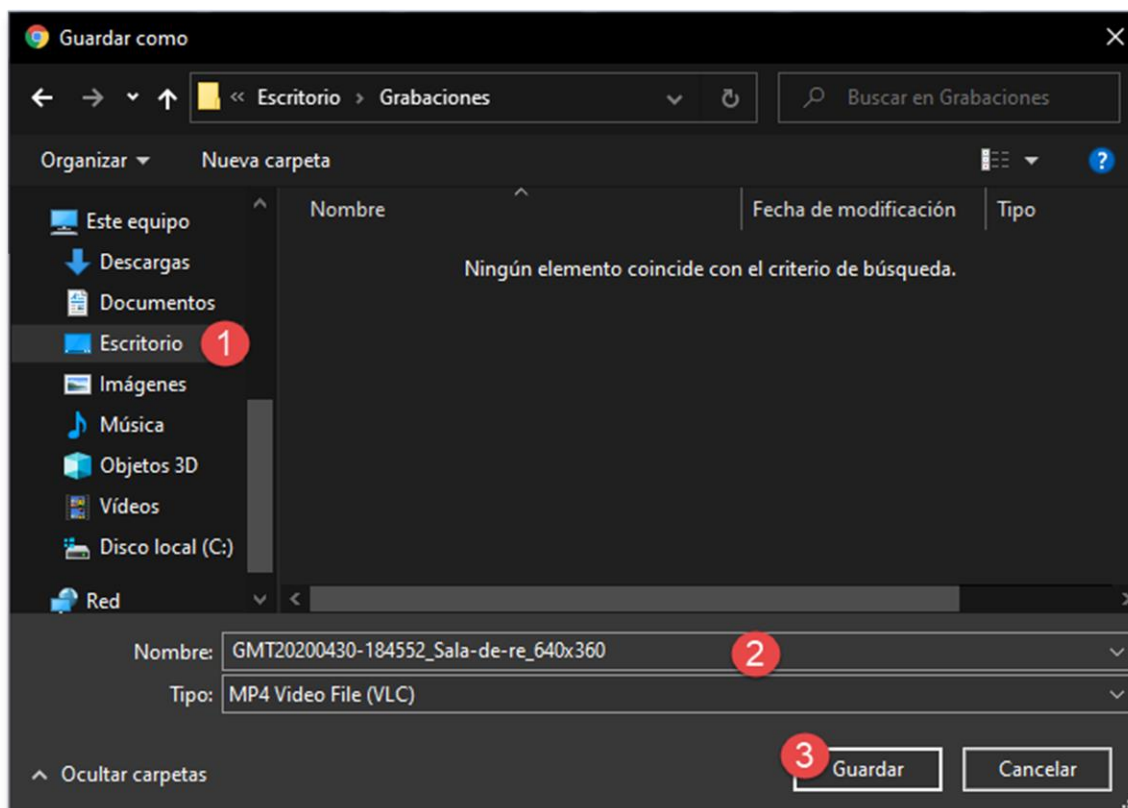 Guardar como
« Escritorio > Grabaciones
Buscar en Grabaciones
Organizar
Nueva carpeta
?
Nombre
Fecha de modificación
Tipo
Este equipo
Descargas
Documentos
Escritorio
1
Imágenes
Música
Objetos 3D
Vídeos
Disco local (C:)
Red
Ningún elemento coincide con el criterio de búsqueda.
Nombre: GMT20200430-184552_Sala-de-re_640x360
2
Tipo: MP4 Video File (VLC)
Ocultar carpetas
3
Guardar
Cancelar